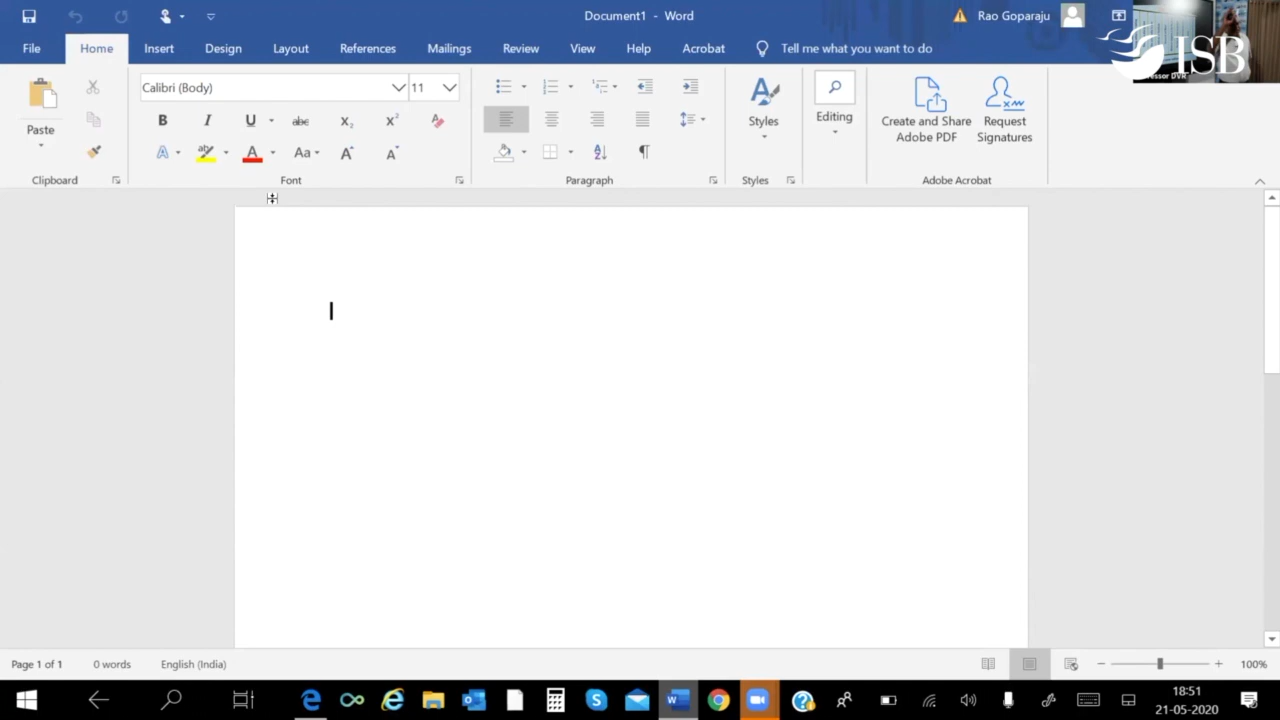 Document1 - Word
Rao Goparaju
File Home Insert Design Layout References Mailings Review View Help Acrobat Tell me what you want to do
ISB
essor DVR
Calibri (Body) 11
Paste
B I U abc X₂ X²
A A Aa A A
Styles
Editing
Create and Share
Adobe PDF
Request
Signatures
Clipboard Font Paragraph Styles Adobe Acrobat
Page 1 of 1 0 words English (India) 100%
18:51
21-05-2020